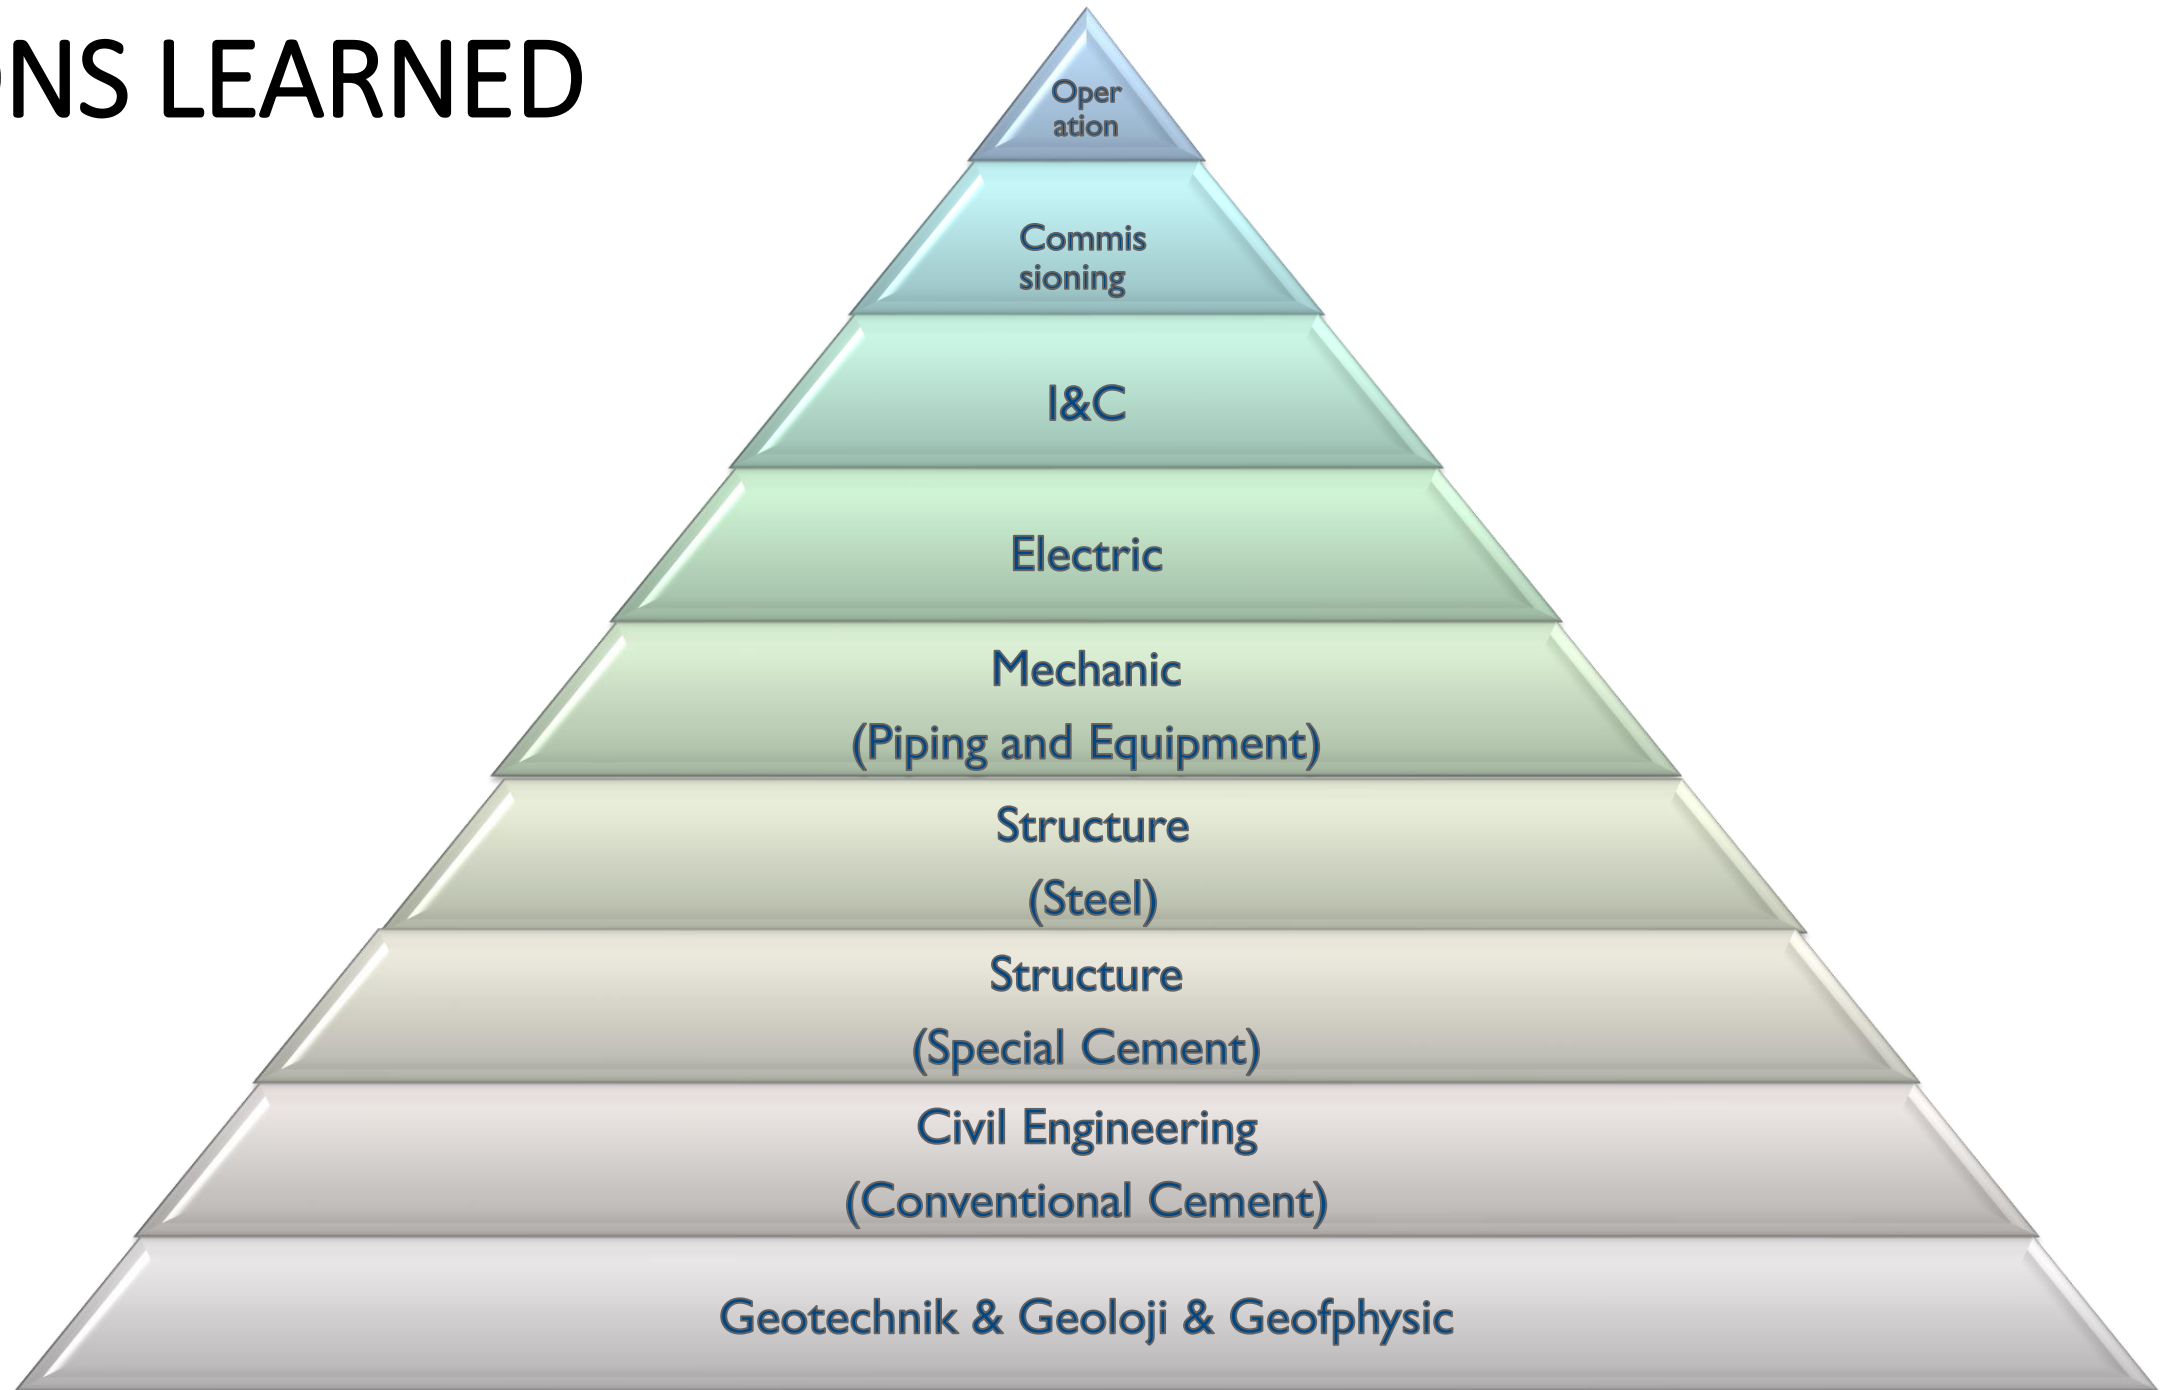 ONS LEARNED
Oper
ation
Commis
sioning
I&C
Electric
Mechanic
(Piping and Equipment)
Structure
(Steel)
Structure
(Special Cement)
Civil Engineering
(Conventional Cement)
Geotechnik & Geoloji & Geofphysic